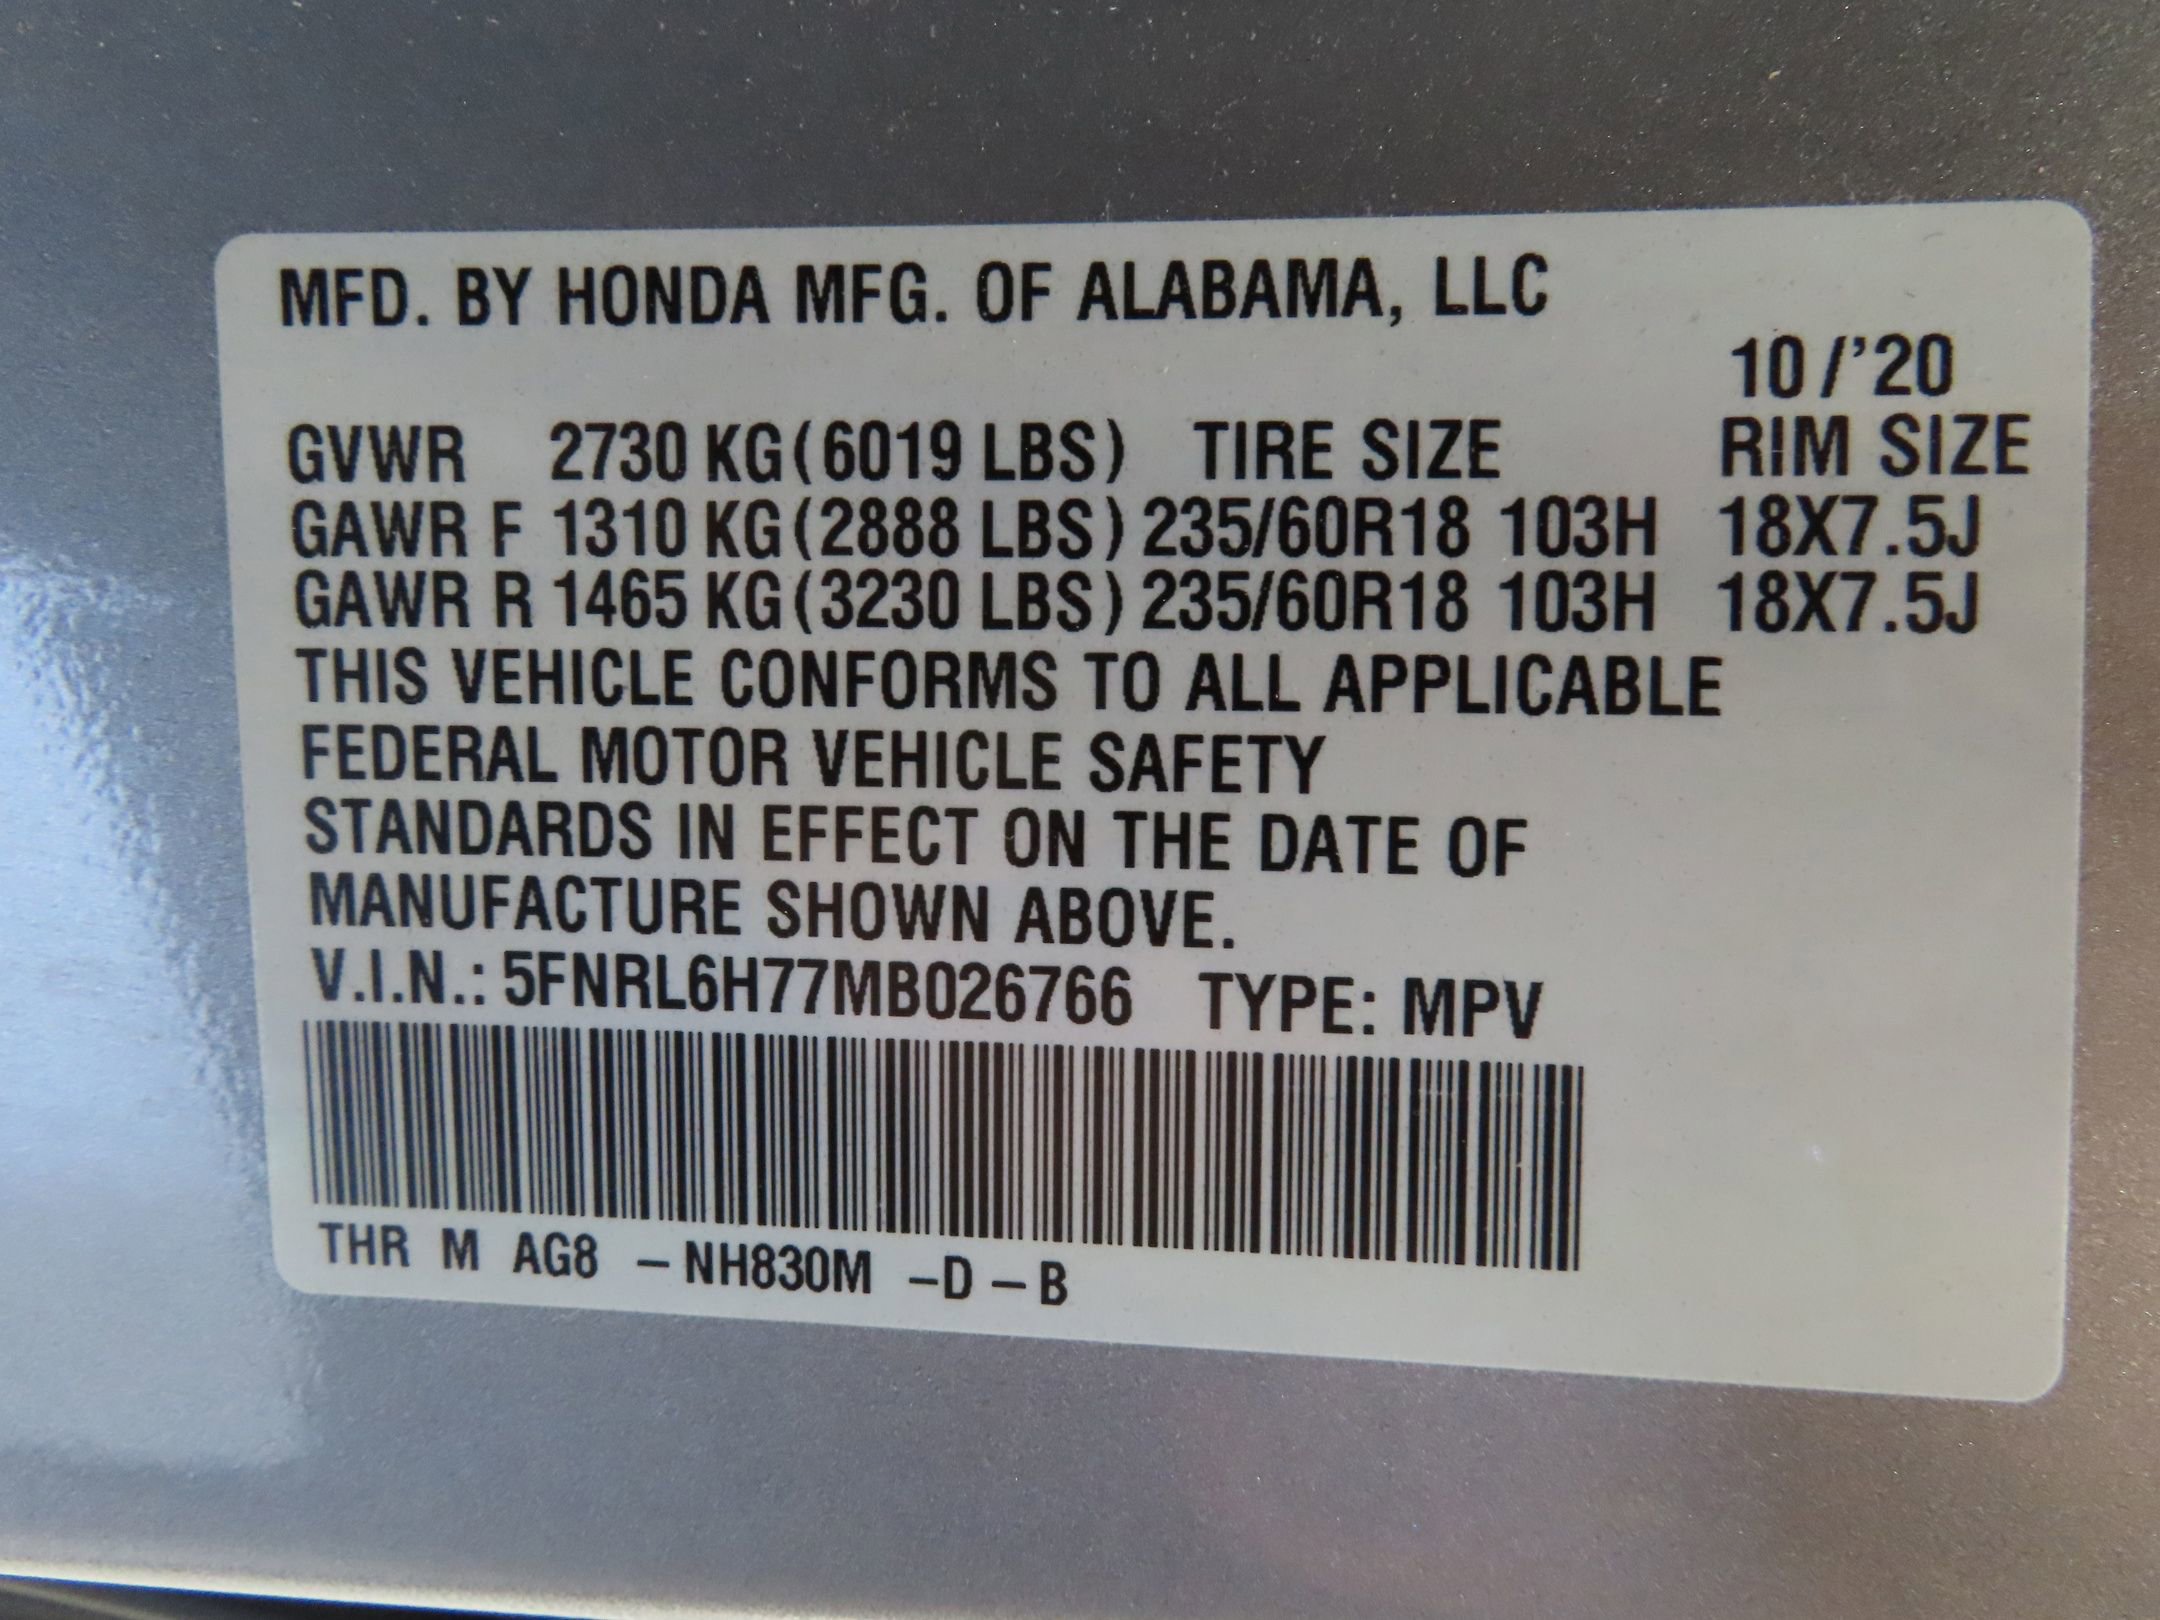 MFD. BY HONDA MFG. OF ALABAMA, LLC
10/'20
GVWR 2730 KG(6019 LBS) TIRE SIZE RIM SIZE
GAWR F 1310 KG(2888 LBS) 235/60R18 103H 18X7.5J
GAWR R 1465 KG(3230 LBS) 235/60R18 103H 18X7.5J
THIS VEHICLE CONFORMS TO ALL APPLICABLE
FEDERAL MOTOR VEHICLE SAFETY
STANDARDS IN EFFECT ON THE DATE OF
MANUFACTURE SHOWN ABOVE.
V.I.N.: 5FNRL6H77MB026766 TYPE: MPV
THR M AG8 -NH830M -D-B